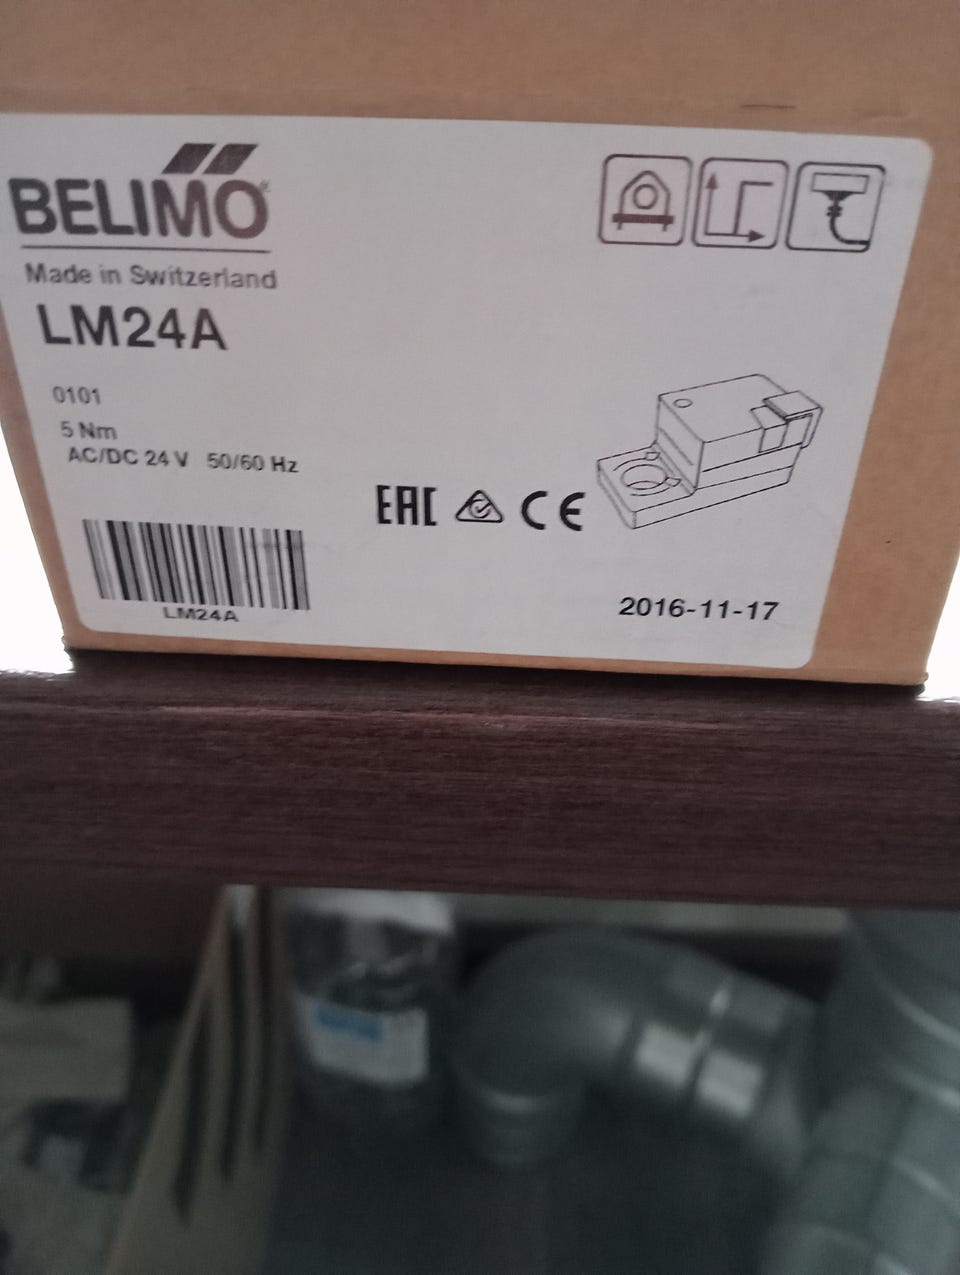 BELIMO
Made in Switzerland
LM24A
0101
5 Nm
AC/DC 24 V 50/60 Hz
EAC CE
LM24A
2016-11-17